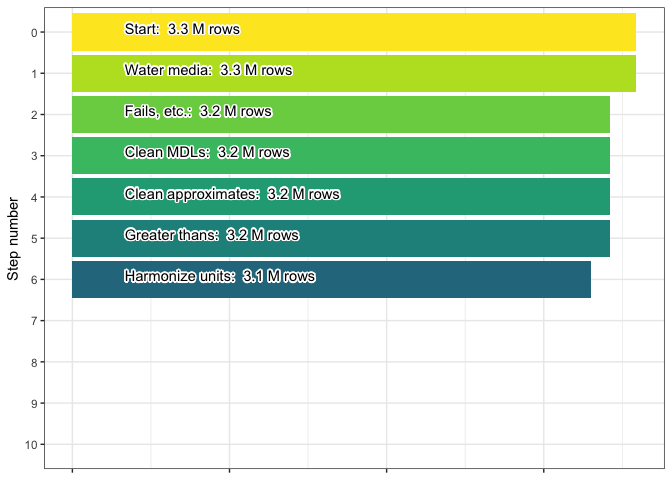 0
Start:  3.3 M rows
1
Water media:  3.3 M rows
2
Fails, etc.:  3.2 M rows
3
Clean MDLs:  3.2 M rows
4
Clean approximates:  3.2 M rows
5
Greater thans:  3.2 M rows
6
Harmonize units:  3.1 M rows
7
8
9
10
Step number